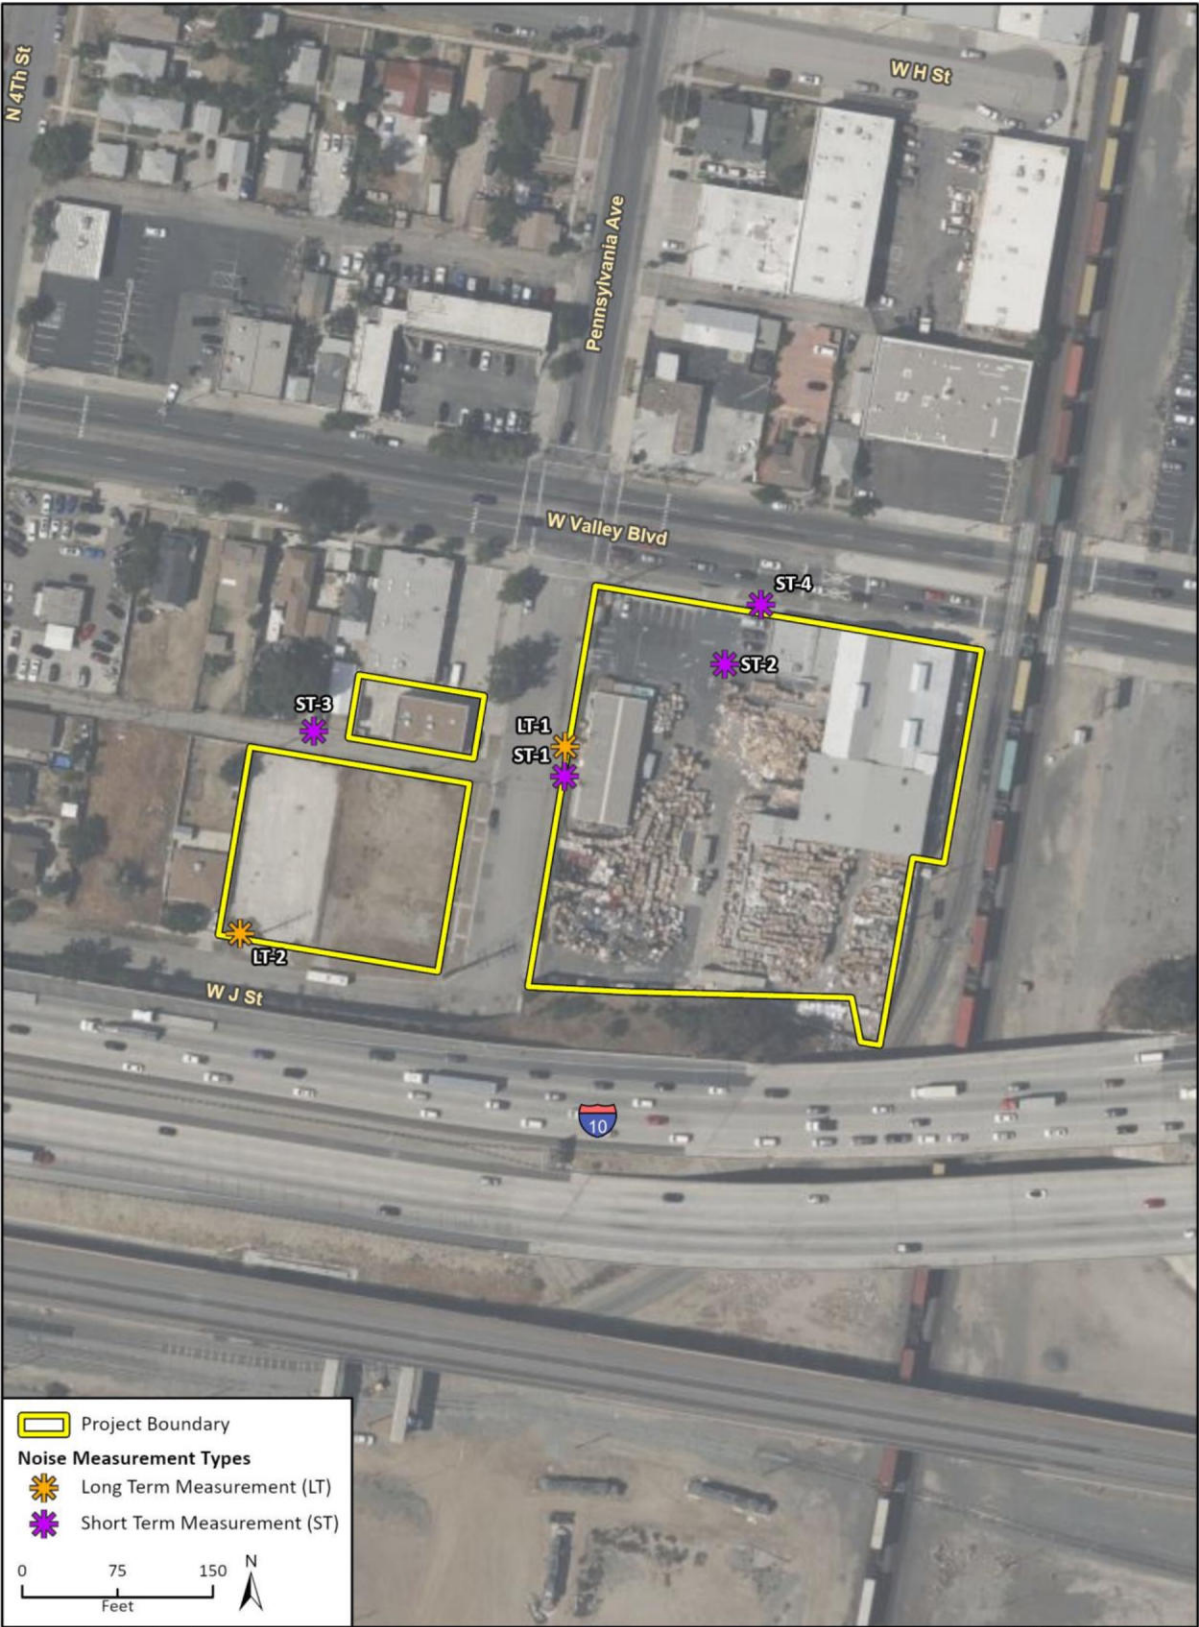 N 4Th St
W H St
Pennsylvania Ave
W Valley Blvd
ST-4
ST-2
ST-3
LT-1
ST-1
LT-2
W J St
10
Project Boundary
Noise Measurement Types
Long Term Measurement (LT)
Short Term Measurement (ST)
0 75 150
Feet
N